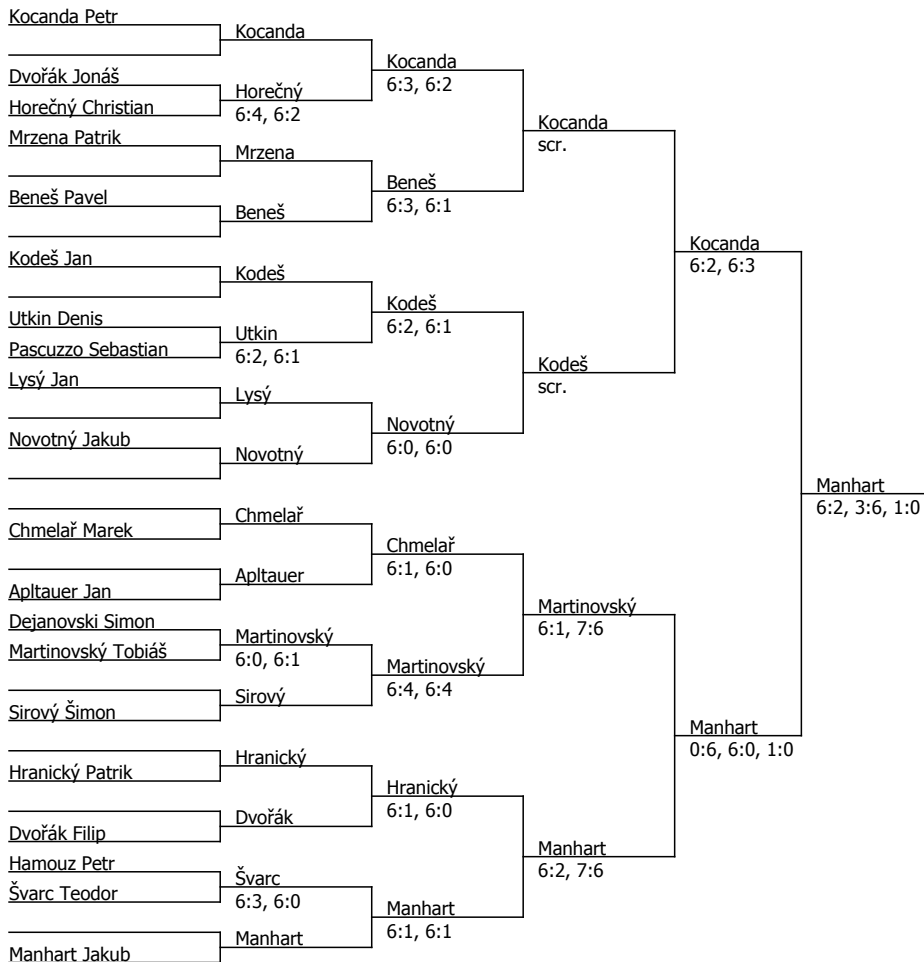 Kocanda Petr
Kocanda
Kocanda
6:3, 6:2
Dvořák Jonáš
Horečný
6:4, 6:2
Horečný Christian
Kocanda
scr.
Mrzena Patrik
Mrzena
Beneš
6:3, 6:1
Beneš Pavel
Beneš
Kocanda
6:2, 6:3
Kodeš Jan
Kodeš
Kodeš
6:2, 6:1
Utkin Denis
Utkin
6:2, 6:1
Pascuzzo Sebastian
Kodeš
scr.
Lysý Jan
Lysý
Novotný
6:0, 6:0
Novotný Jakub
Novotný
Manhart
6:2, 3:6, 1:0
Chmelař
Chmelař Marek
Chmelař
6:1, 6:0
Apltauer
Apltauer Jan
Martinovský
6:1, 7:6
Dejanovski Simon
Martinovský
6:0, 6:1
Martinovský Tobiáš
Martinovský
6:4, 6:4
Sirový
Sirový Šimon
Manhart
0:6, 6:0, 1:0
Hranický
Hranický Patrik
Hranický
6:1, 6:0
Dvořák
Dvořák Filip
Manhart
6:2, 7:6
Hamouz Petr
Švarc
6:3, 6:0
Švarc Teodor
Manhart
6:1, 6:1
Manhart
Manhart Jakub